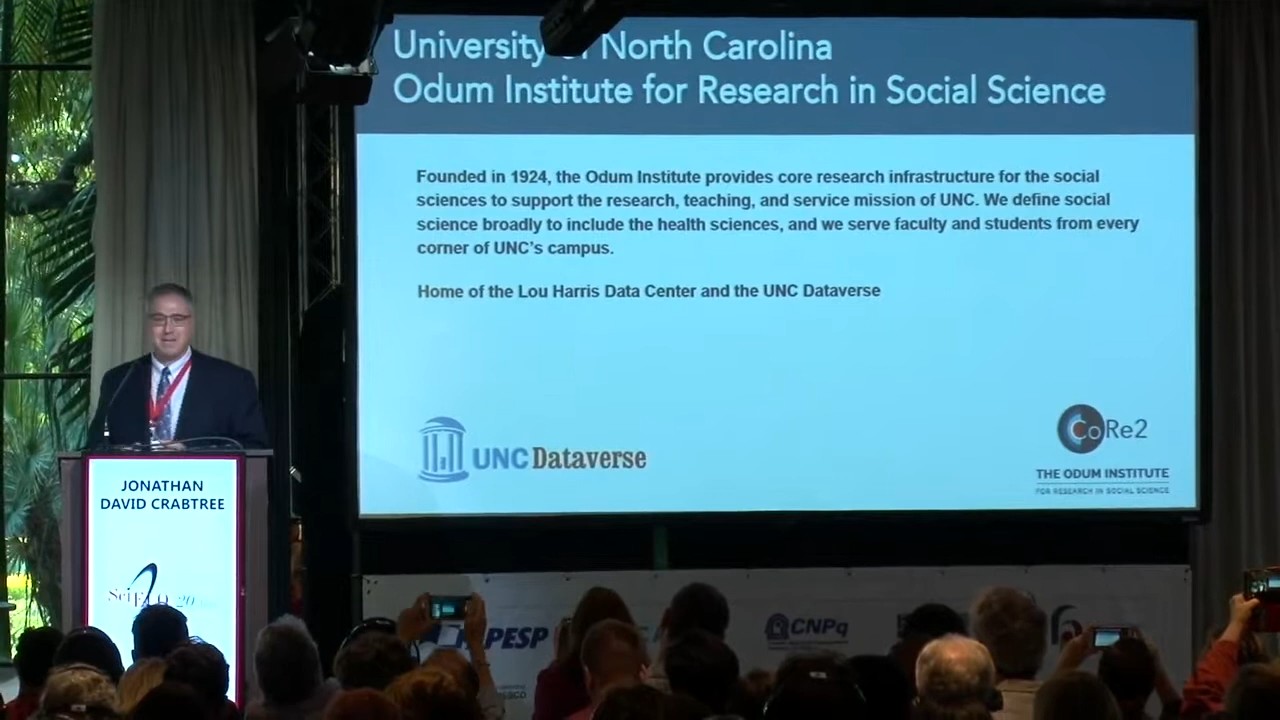 University of North Carolina
Odum Institute for Research in Social Science
Founded in 1924, the Odum Institute provides core research infrastructure for the social
sciences to support the research, teaching, and service mission of UNC. We define social
science broadly to include the health sciences, and we serve faculty and students from every
corner of UNC's campus.
Home of the Lou Harris Data Center and the UNC Dataverse
UNC Dataverse
CoRe2
THE ODUM INSTITUTE
FOR RESEARCH IN SOCIAL SCIENCE
JONATHAN
DAVID CRABTREE
CNPq